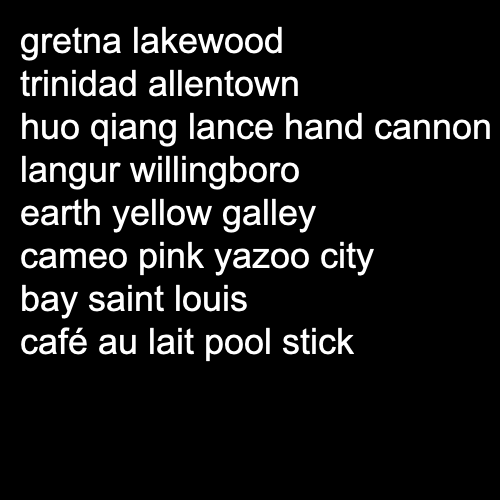 gretna lakewood
trinidad allentown
huo qiang lance hand cannon
langur willingboro
earth yellow galley
cameo pink yazoo city
bay saint louis
café au lait pool stick